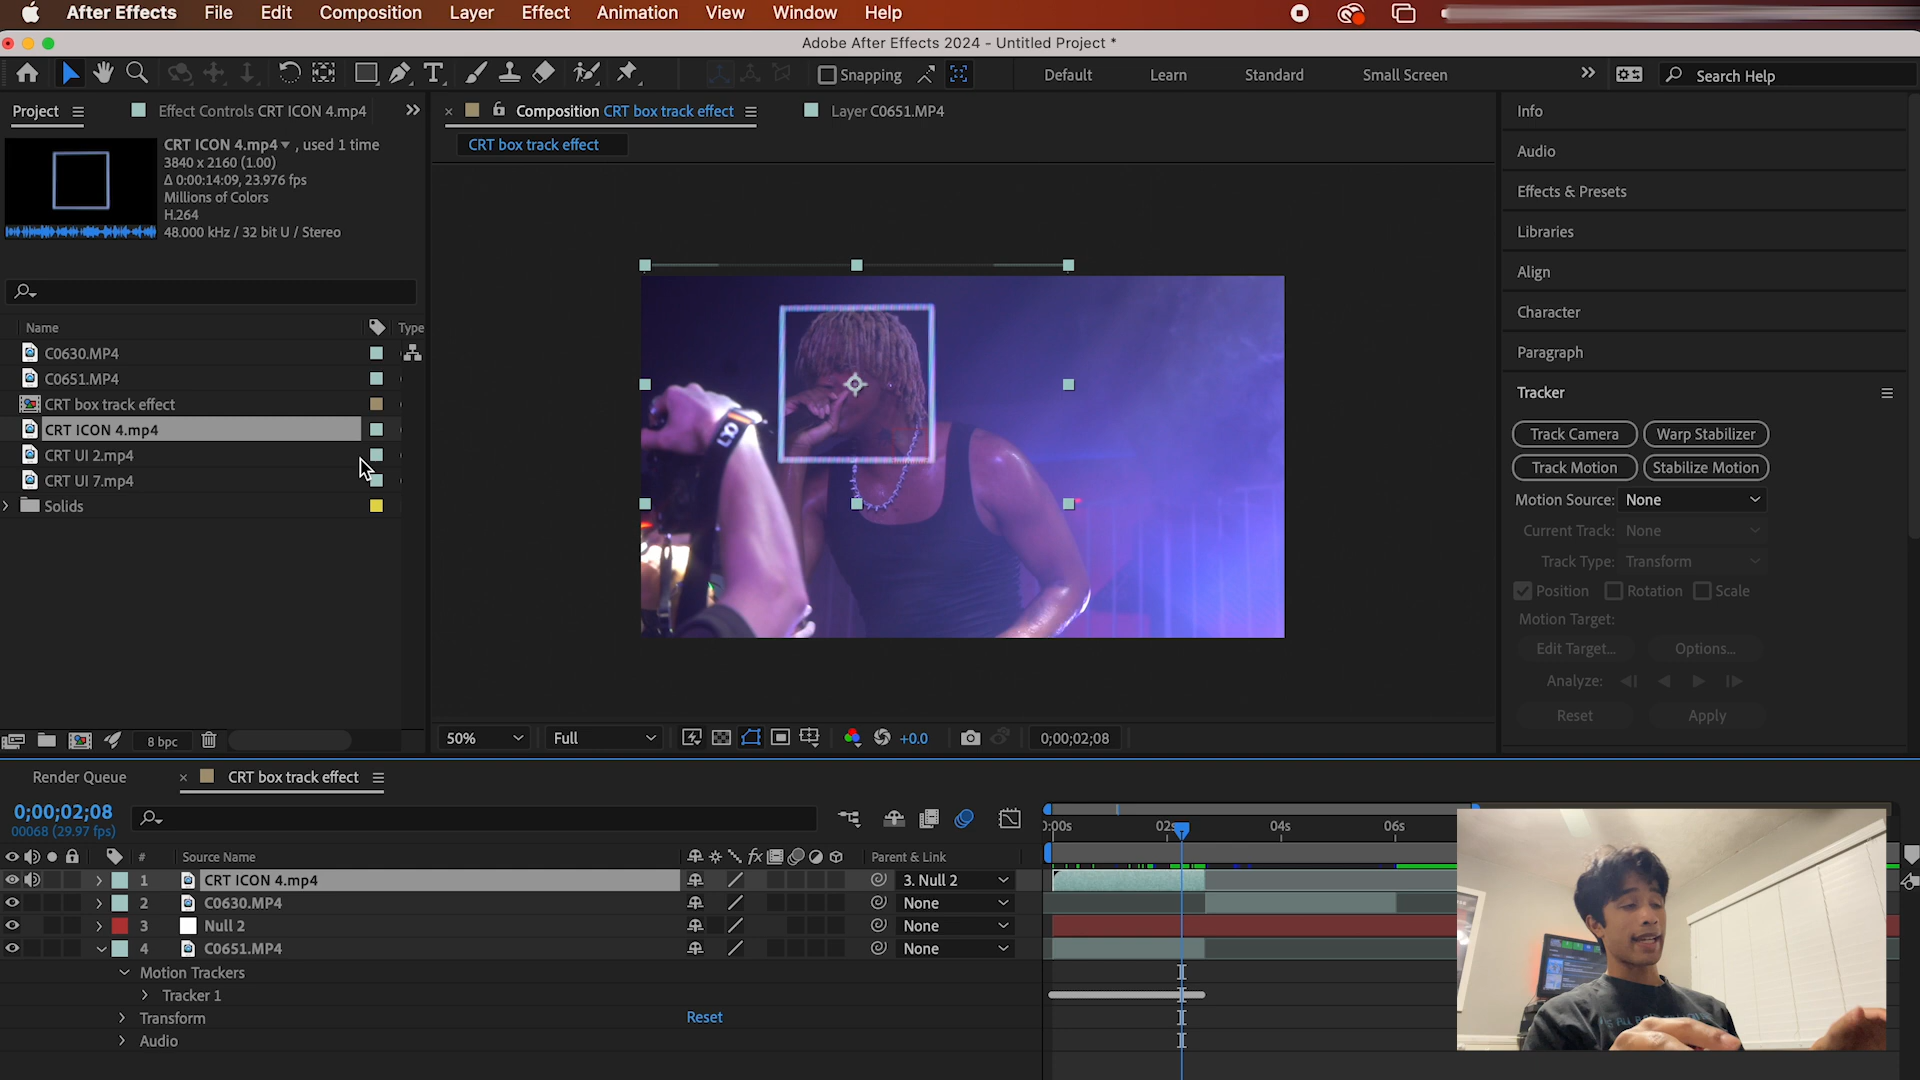 After Effects File Edit Composition Layer Effect Animation View Window Help
Adobe After Effects 2024 - Untitled Project *
Snapping Default Learn Standard Small Screen Search Help
Project Effect Controls CRT ICON 4.mp4
Composition CRT box track effect Layer C0651.MP4
CRT box track effect
CRT ICON 4.mp4 , used 1 time
3840 x 2160 (1.00)
Δ 0:00:14:09, 23.976 fps
Millions of Colors
H.264
48.000 kHz / 32 bit U / Stereo
Name Type
C0630.MP4
C0651.MP4
CRT box track effect
CRT ICON 4.mp4
CRT UI 2.mp4
CRT UI 7.mp4
Solids
8 bpc
50% Full +0.0 0;00;02;08
Info
Audio
Effects & Presets
Libraries
Align
Character
Paragraph
Tracker
Track Camera Warp Stabilizer
Track Motion Stabilize Motion
Motion Source: None
Current Track: None
Track Type: Transform
Position Rotation Scale
Motion Target:
Edit Target... Options...
Analyze:
Reset Apply
Render Queue CRT box track effect
0;00;02;08
00068 (29.97 fps)
# Source Name fx Parent & Link
1 CRT ICON 4.mp4 3. Null 2
2 C0630.MP4 None
3 Null 2 None
4 C0651.MP4 None
Motion Trackers
Tracker 1
Transform Reset
Audio
04s 06s